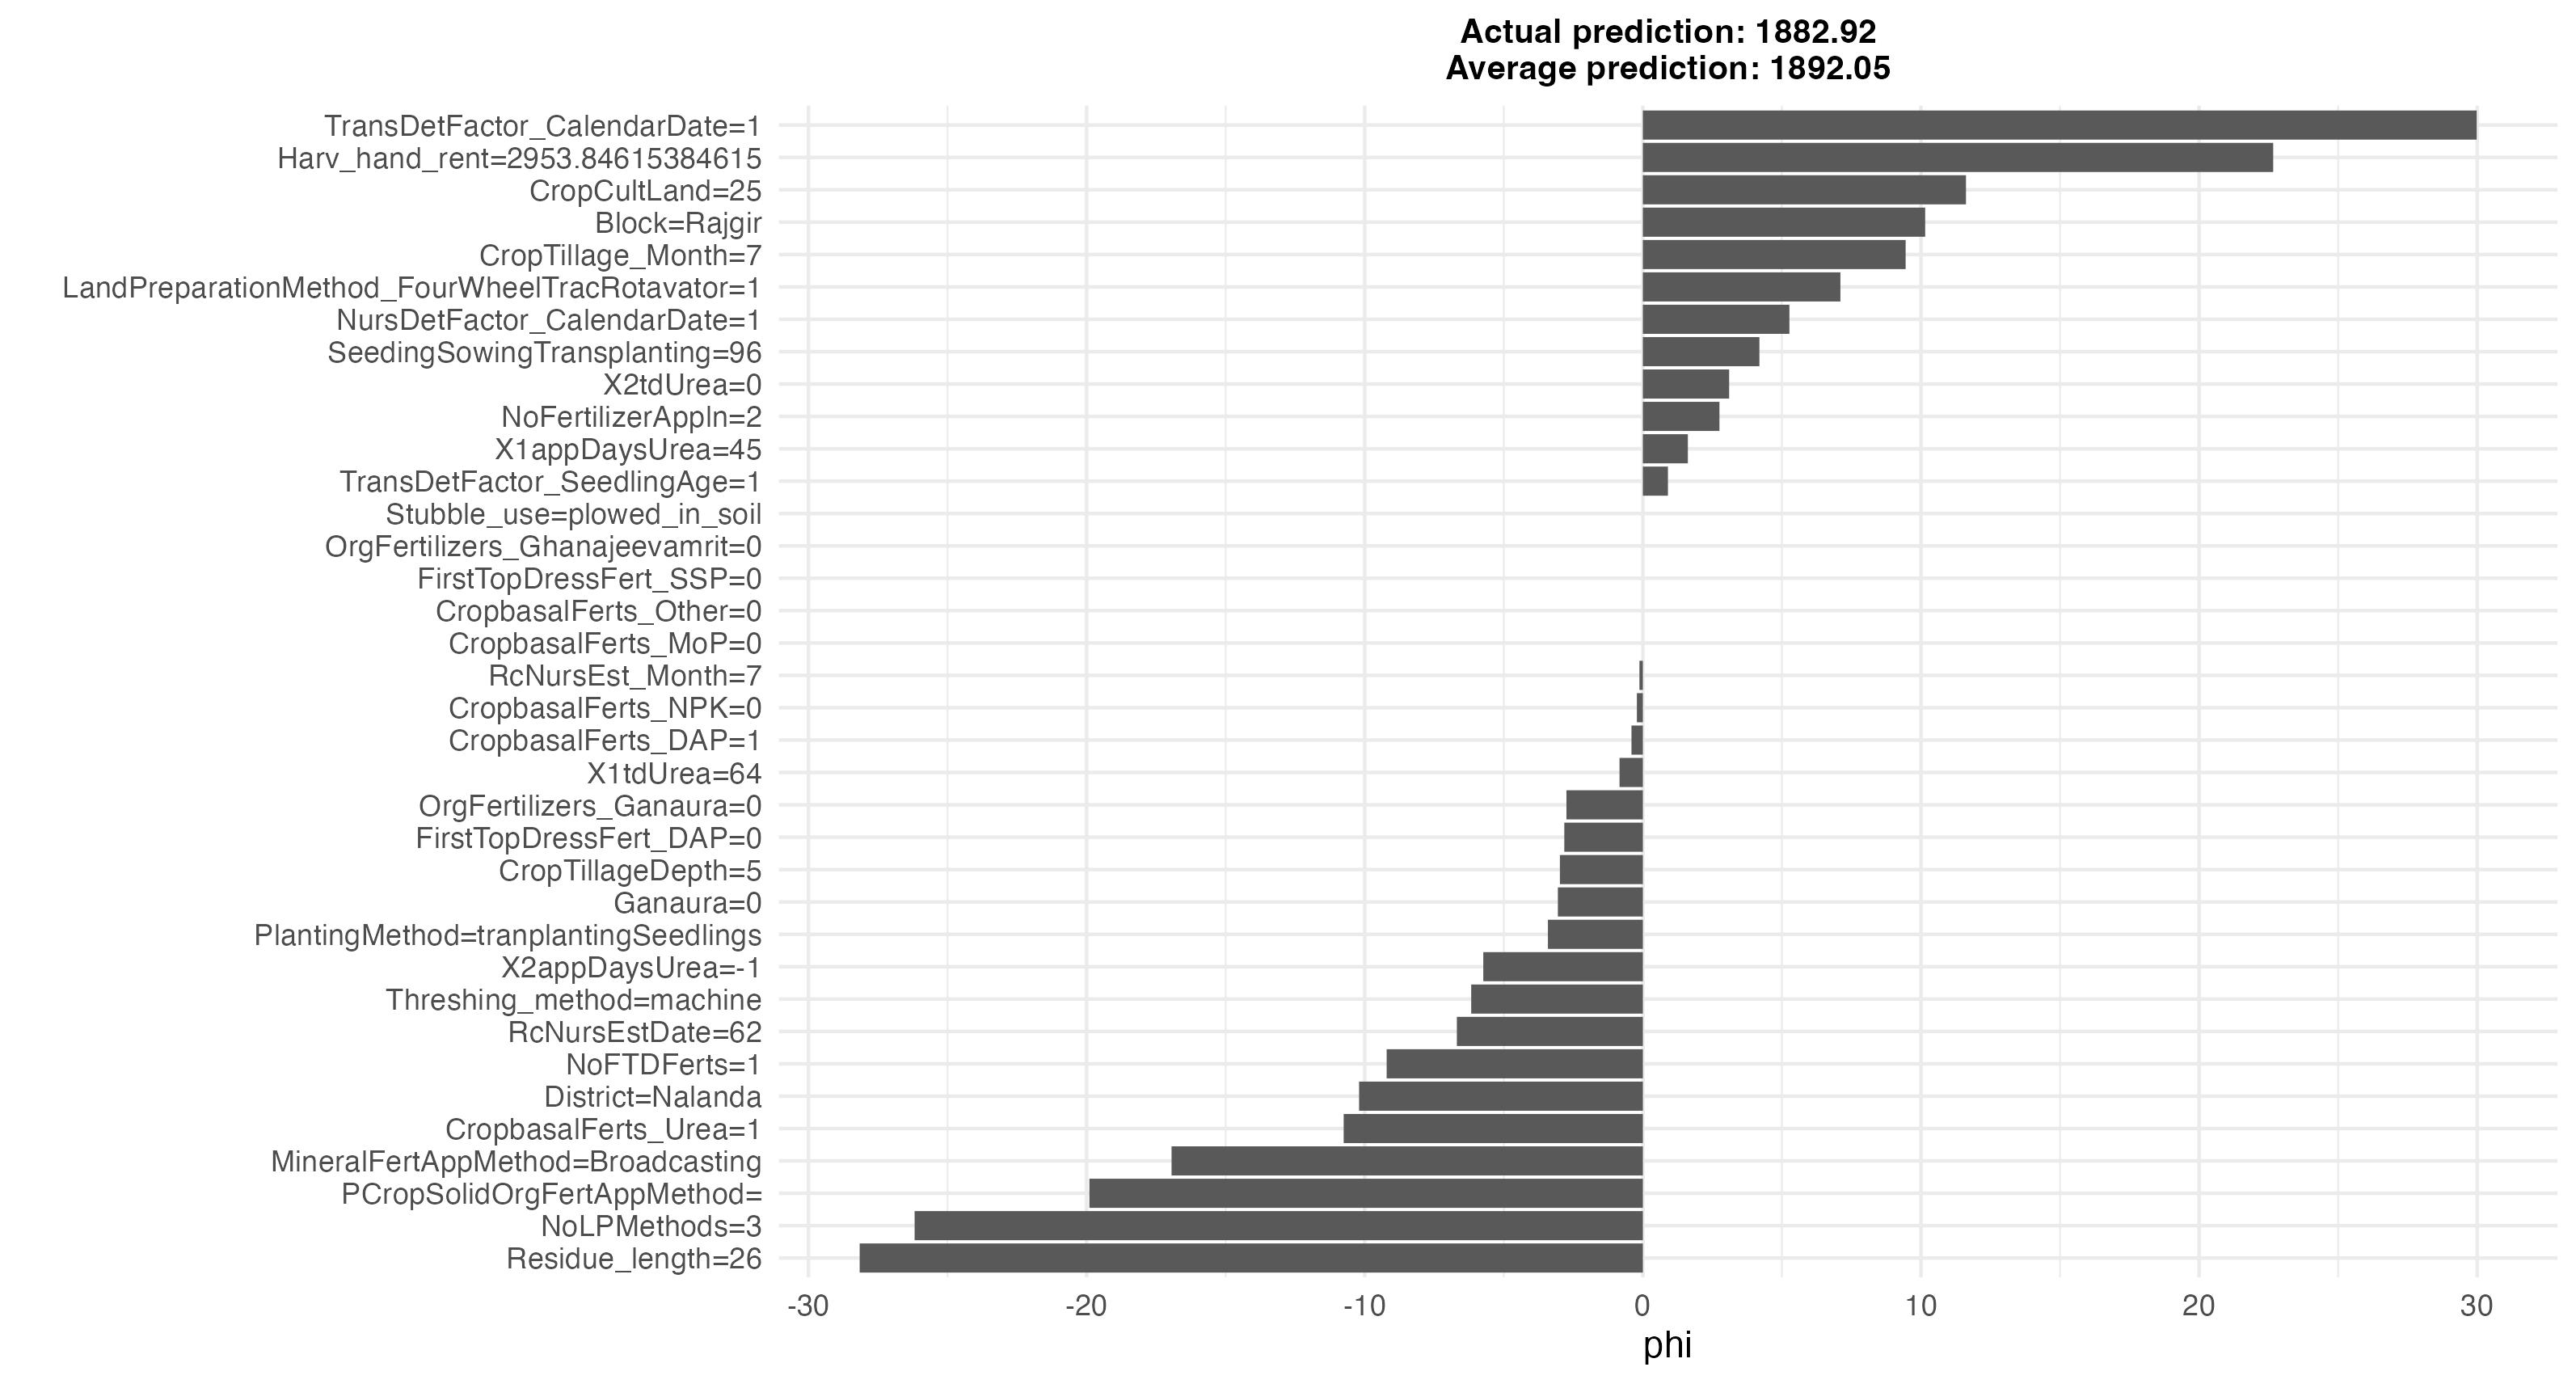 Actual prediction: 1882.92
Average prediction: 1892.05
TransDetFactor_CalendarDate=1
Harv_hand_rent=2953.84615384615
CropCultLand=25
Block=Rajgir
CropTillage_Month=7
LandPreparationMethod_FourWheelTracRotavator=1
NursDetFactor_CalendarDate=1
SeedingSowingTransplanting=96
X2tdUrea=0
NoFertilizerAppln=2
X1appDaysUrea=45
TransDetFactor_SeedlingAge=1
Stubble_use=plowed_in_soil
OrgFertilizers_Ghanajeevamrit=0
FirstTopDressFert_SSP=0
CropbasalFerts_Other=0
CropbasalFerts_MoP=0
RcNursEst_Month=7
CropbasalFerts_NPK=0
CropbasalFerts_DAP=1
X1tdUrea=64
OrgFertilizers_Ganaura=0
FirstTopDressFert_DAP=0
CropTillageDepth=5
Ganaura=0
PlantingMethod=tranplantingSeedlings
X2appDaysUrea=-1
Threshing_method=machine
RcNursEstDate=62
NoFTDFerts=1
District=Nalanda
CropbasalFerts_Urea=1
MineralFertAppMethod=Broadcasting
PCropSolidOrgFertAppMethod=
NoLPMethods=3
Residue_length=26
-30 -20 -10 0 10 20 30
phi